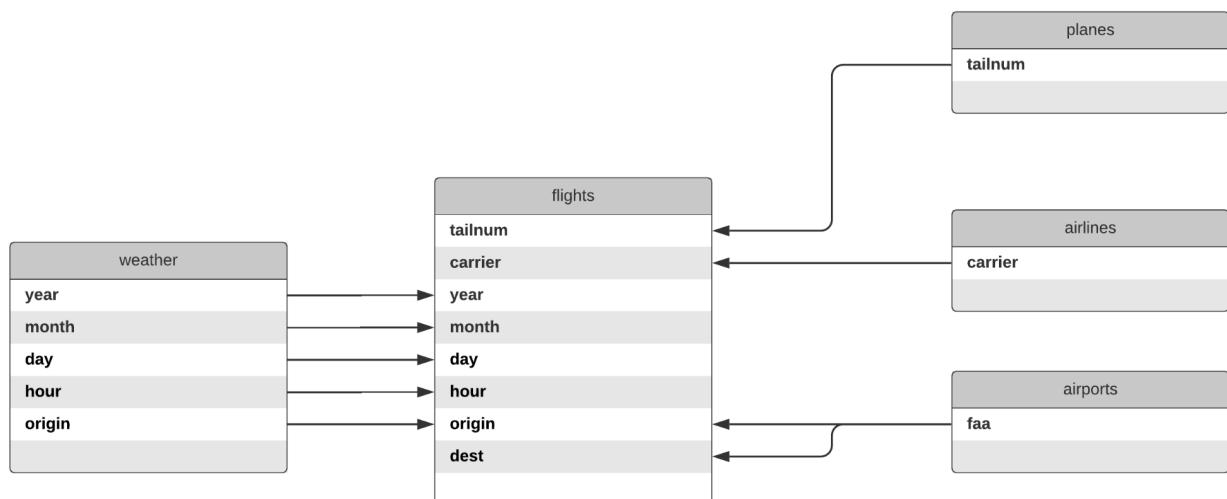 planes
tailnum
flights
tailnum
carrier
year
month
day
hour
origin
dest
weather
year
month
day
hour
origin
airlines
carrier
airports
faa